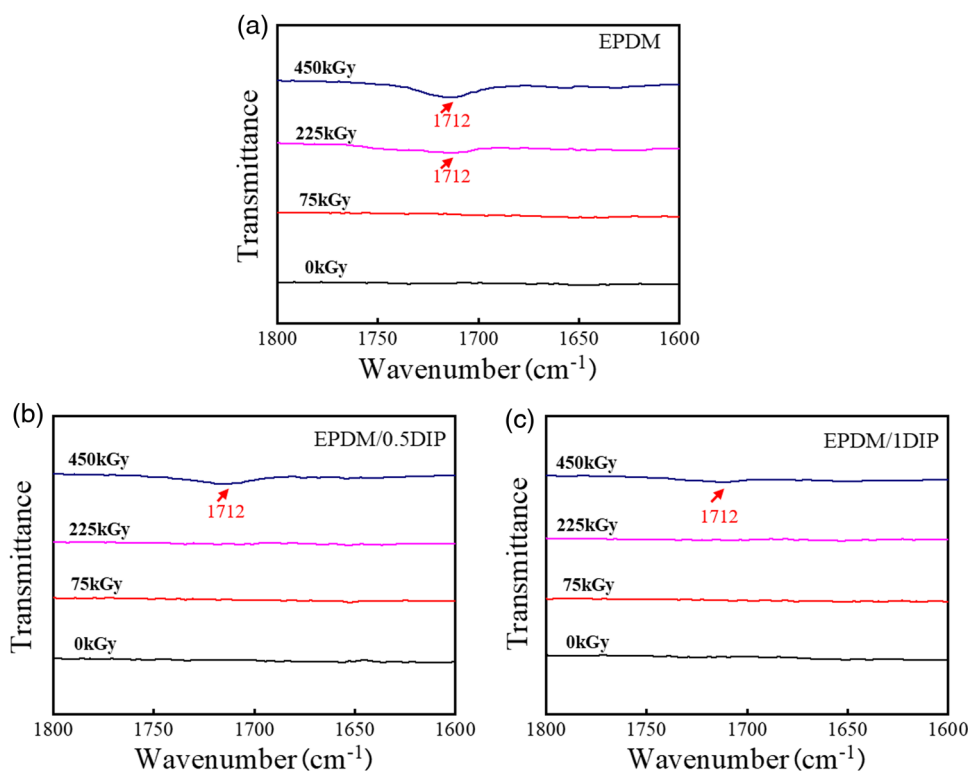 (a)
EPDM
450kGy
1712
225kGy
1712
75kGy
0kGy
Transmittance
1800 1750 1700 1650 1600
Wavenumber(cm⁻¹)
(b)
EPDM/0.5DIP
450kGy
1712
225kGy
75kGy
0kGy
Transmittance
1800 1750 1700 1650 1600
Wavenumber(cm⁻¹)
(c)
EPDM/1DIP
450kGy
1712
225kGy
75kGy
0kGy
Transmittance
1800 1750 1700 1650 1600
Wavenumber(cm⁻¹)